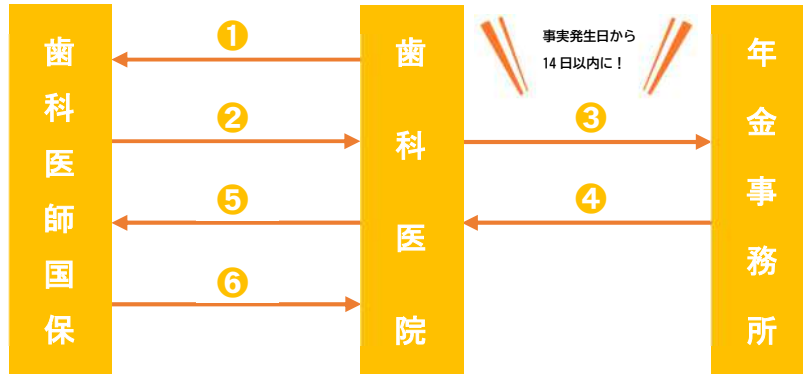 歯科医師国保
❶
❷
❺
❻
歯科医院
事実発生日から
14日以内に！
❸
❹
年金事務所